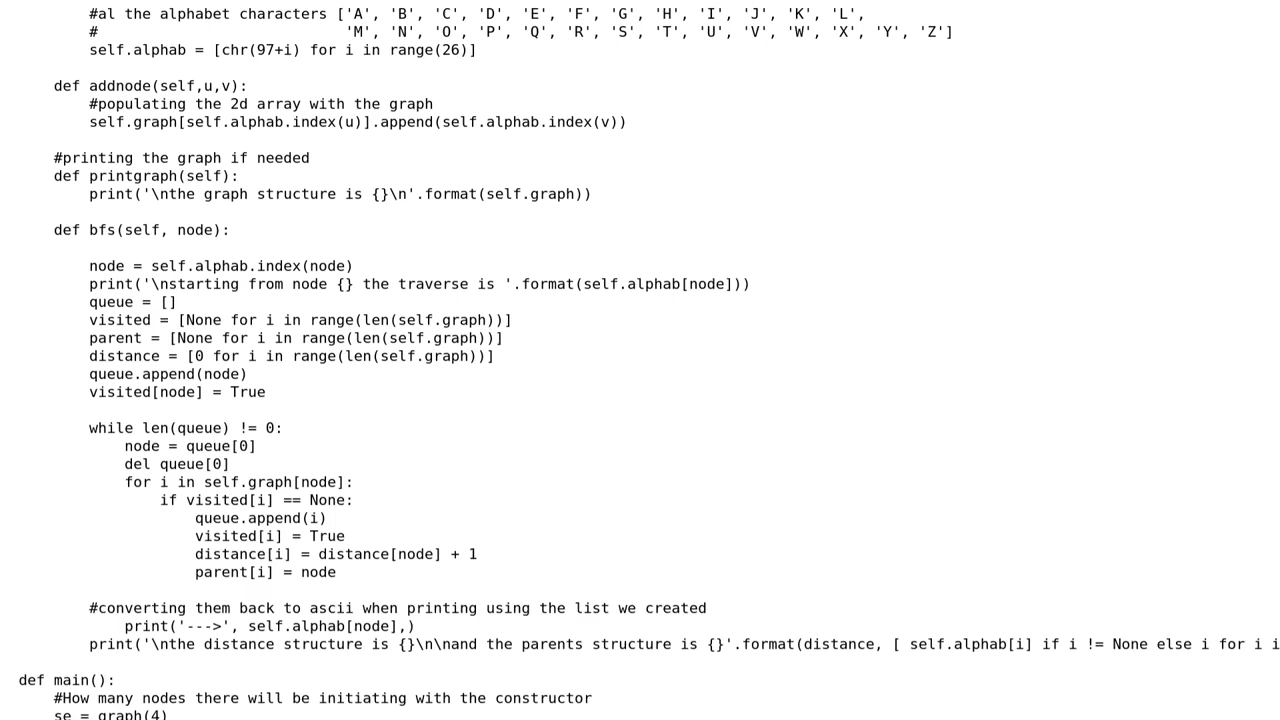 #al the alphabet characters ['A', 'B', 'C', 'D', 'E', 'F', 'G', 'H', 'I', 'J', 'K', 'L',
#                            'M', 'N', 'O', 'P', 'Q', 'R', 'S', 'T', 'U', 'V', 'W', 'X', 'Y', 'Z']
self.alphab = [chr(97+i) for i in range(26)]
def addnode(self,u,v):
#populating the 2d array with the graph
self.graph[self.alphab.index(u)].append(self.alphab.index(v))
#printing the graph if needed
def printgraph(self):
print('\nthe graph structure is {}\n'.format(self.graph))
def bfs(self, node):
node = self.alphab.index(node)
print('\nstarting from node {} the traverse is '.format(self.alphab[node]))
queue = []
visited = [None for i in range(len(self.graph))]
parent = [None for i in range(len(self.graph))]
distance = [0 for i in range(len(self.graph))]
queue.append(node)
visited[node] = True
while len(queue) != 0:
node = queue[0]
del queue[0]
for i in self.graph[node]:
if visited[i] == None:
queue.append(i)
visited[i] = True
distance[i] = distance[node] + 1
parent[i] = node
#converting them back to ascii when printing using the list we created
print('--->', self.alphab[node],)
print('\nthe distance structure is {}\n\nand the parents structure is {}'.format(distance, [ self.alphab[i] if i != None else i for i i
def main():
#How many nodes there will be initiating with the constructor
se = graph(4)